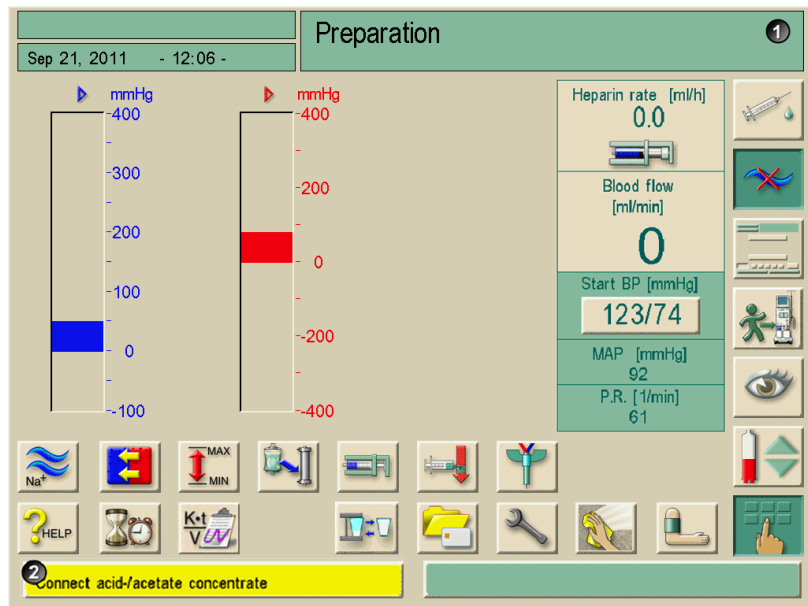 Preparation
1
Sep 21, 2011 - 12:06 -
mmHg
400
300
200
100
0
-100
mmHg
400
200
0
-200
-400
Heparin rate [ml/h]
0.0
Blood flow
[ml/min]
0
Start BP [mmHg]
123/74
MAP [mmHg]
92
P.R. [1/min]
61
Na+
MAX
MIN
? HELP
K•t
V
2
Connect acid-/acetate concentrate